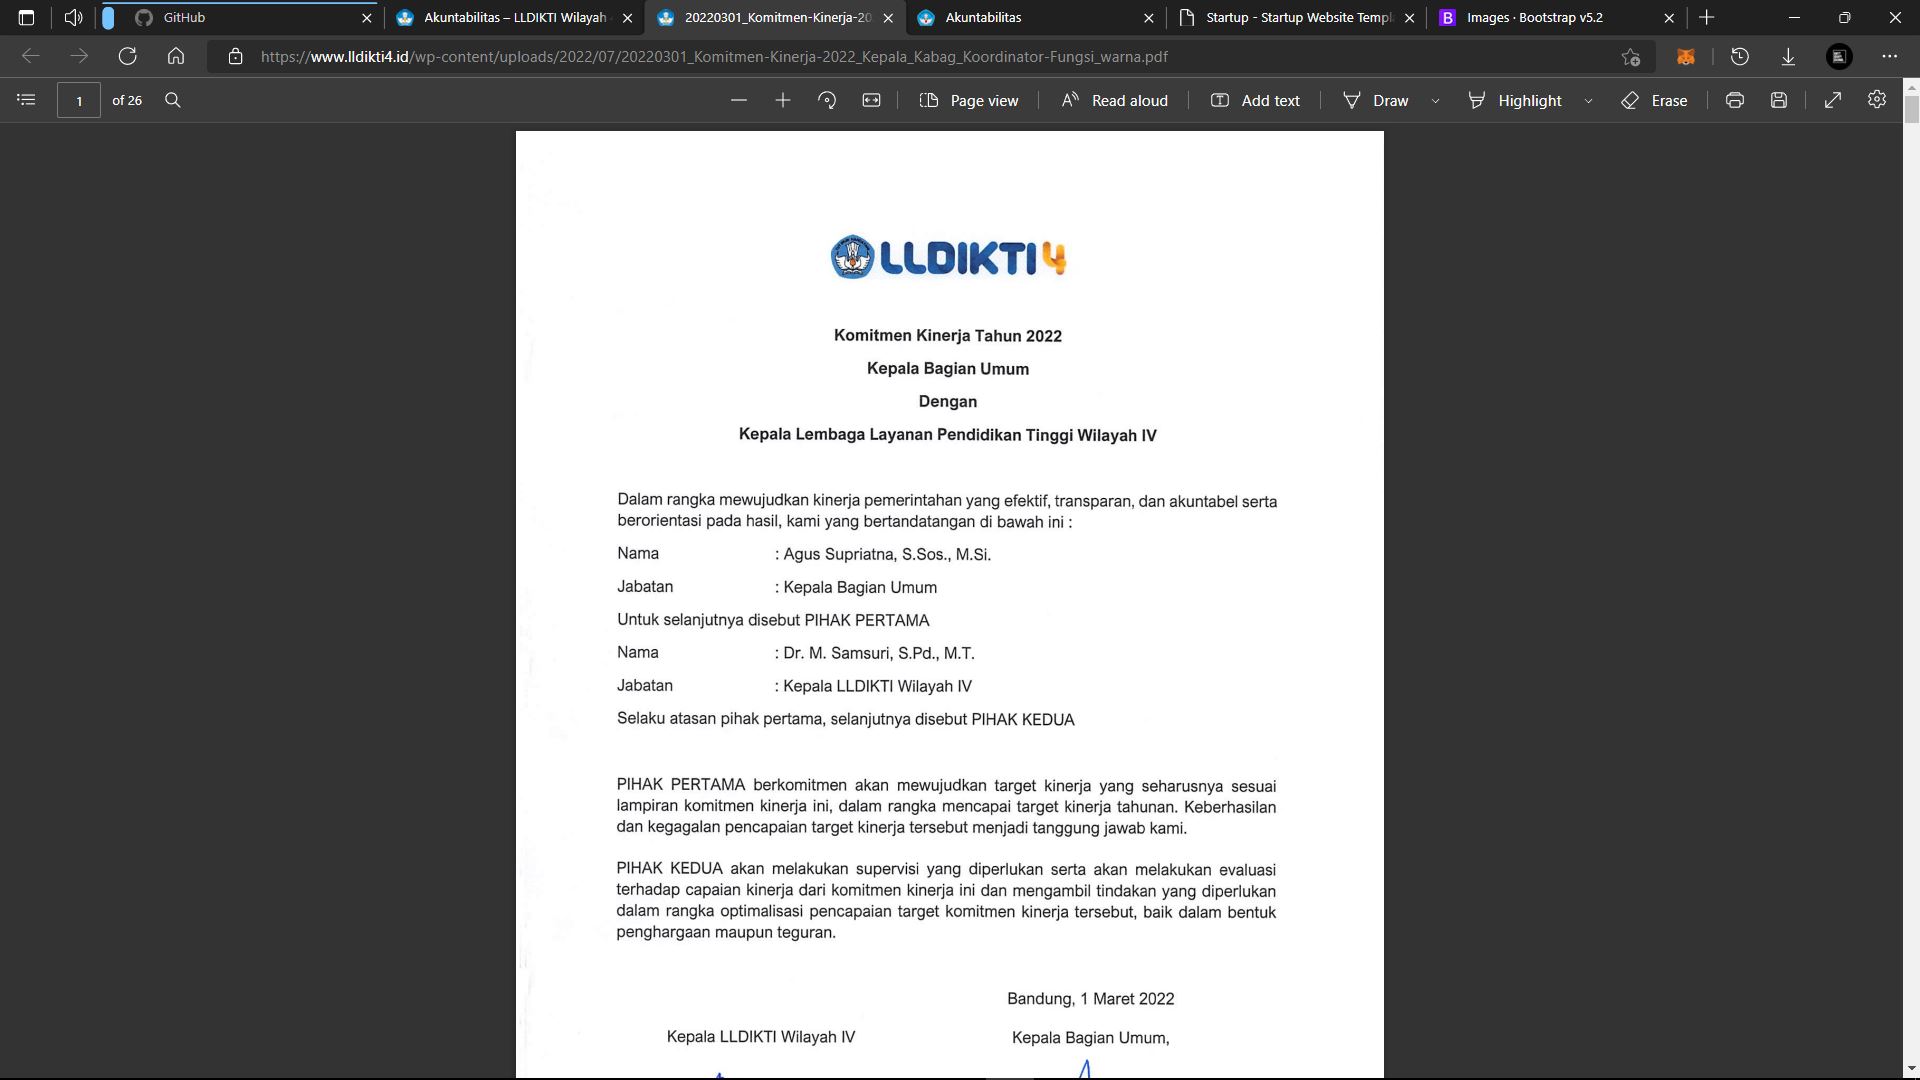 GitHub
Akuntabilitas – LLDIKTI Wilayah
20220301_Komitmen-Kinerja-20
Akuntabilitas
Startup - Startup Website Templ
Images · Bootstrap v5.2
https://www.lldikti4.id/wp-content/uploads/2022/07/20220301_Komitmen-Kinerja-2022_Kepala_Kabag_Koordinator-Fungsi_warna.pdf
1 of 26
Page view
Read aloud
Add text
Draw
Highlight
Erase
LLDIKTI 4
Komitmen Kinerja Tahun 2022
Kepala Bagian Umum
Dengan
Kepala Lembaga Layanan Pendidikan Tinggi Wilayah IV
Dalam rangka mewujudkan kinerja pemerintahan yang efektif, transparan, dan akuntabel serta
berorientasi pada hasil, kami yang bertandatangan di bawah ini :
Nama : Agus Supriatna, S.Sos., M.Si.
Jabatan : Kepala Bagian Umum
Untuk selanjutnya disebut PIHAK PERTAMA
Nama : Dr. M. Samsuri, S.Pd., M.T.
Jabatan : Kepala LLDIKTI Wilayah IV
Selaku atasan pihak pertama, selanjutnya disebut PIHAK KEDUA
PIHAK PERTAMA berkomitmen akan mewujudkan target kinerja yang seharusnya sesuai
lampiran komitmen kinerja ini, dalam rangka mencapai target kinerja tahunan. Keberhasilan
dan kegagalan pencapaian target kinerja tersebut menjadi tanggung jawab kami.
PIHAK KEDUA akan melakukan supervisi yang diperlukan serta akan melakukan evaluasi
terhadap capaian kinerja dari komitmen kinerja ini dan mengambil tindakan yang diperlukan
dalam rangka optimalisasi pencapaian target komitmen kinerja tersebut, baik dalam bentuk
penghargaan maupun teguran.
Bandung, 1 Maret 2022
Kepala LLDIKTI Wilayah IV
Kepala Bagian Umum,